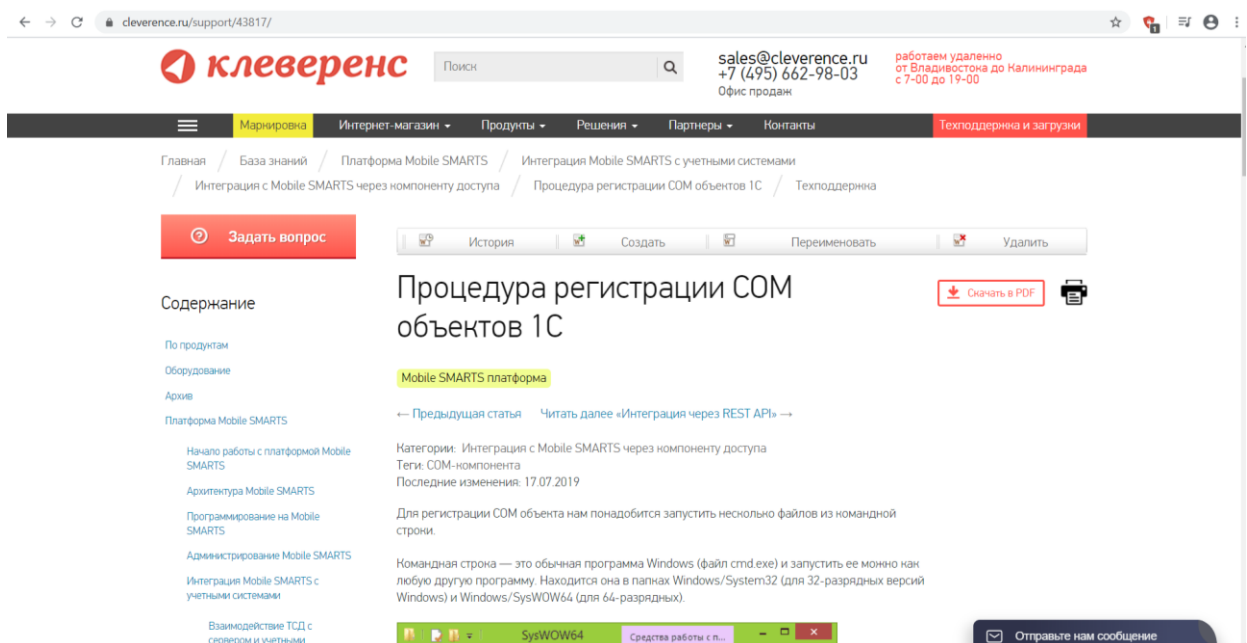 cleverence.ru/support/43817/
1
клеверенс
Поиск
sales@cleverence.ru
+7 (495) 662-98-03
Офис продаж
работаем удаленно
от Владивостока до Калининграда
с 7-00 до 19-00
Маркировка Интернет-магазин Продукты Решения Партнеры Контакты Техподдержка и загрузки
Главная / База знаний / Платформа Mobile SMARTS / Интеграция Mobile SMARTS с учетными системами
/ Интеграция с Mobile SMARTS через компоненту доступа / Процедура регистрации COM объектов 1С / Техподдержка
Задать вопрос
История Создать Переименовать Удалить
Содержание
По продуктам
Оборудование
Архив
Платформа Mobile SMARTS
Начало работы с платформой Mobile
SMARTS
Архитектура Mobile SMARTS
Программирование на Mobile
SMARTS
Администрирование Mobile SMARTS
Интеграция Mobile SMARTS с
учетными системами
Взаимодействие ТСД с
сервером и учетными
Процедура регистрации COM
объектов 1С
Скачать в PDF
Mobile SMARTS платформа
← Предыдущая статья Читать далее «Интеграция через REST API» →
Категории: Интеграция с Mobile SMARTS через компоненту доступа
Теги: COM-компонента
Последние изменения: 17.07.2019
Для регистрации COM объекта нам понадобится запустить несколько файлов из командной
строки.
Командная строка — это обычная программа Windows (файл cmd.exe) и запустить ее можно как
любую другую программу. Находится она в папках Windows/System32 (для 32-разрядных версий
Windows) и Windows/SysWOW64 (для 64-разрядных).
SysWOW64 Средства работы с п...
Отправьте нам сообщение